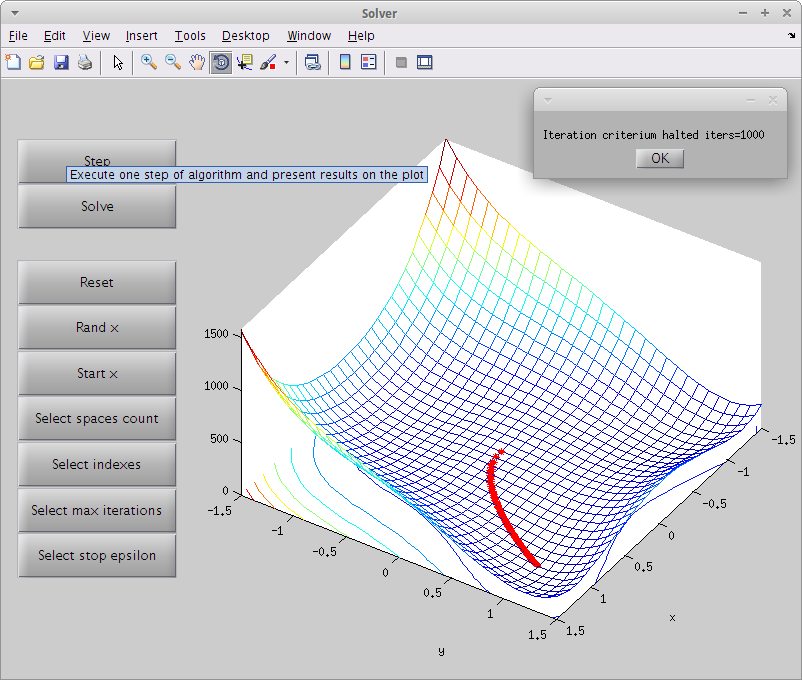 Solver
File Edit View Insert Tools Desktop Window Help
Iteration criterium halted iters=1000
OK
Step
Execute one step of algorithm and present results on the plot
Solve
Reset
Rand x
Start x
Select spaces count
Select indexes
Select max iterations
Select stop epsilon
1500
1000
500
0
-1.5
-1
-0.5
0
0.5
1
1.5
y
-1.5
-1
-0.5
0
0.5
1
1.5
x